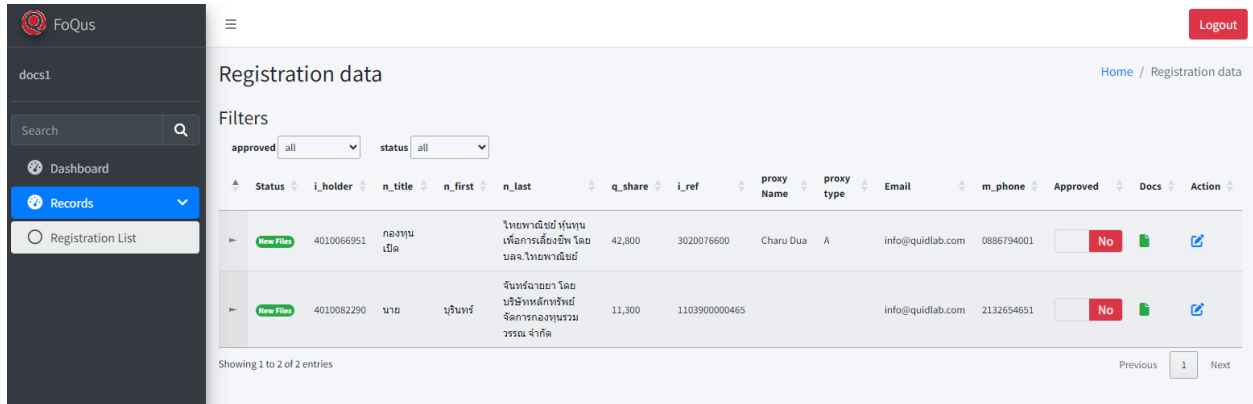 FoQus
Logout
docs1
Registration data
Home / Registration data
Search
Filters
approved all status all
Dashboard
Records
Registration List
Status i_holder n_title n_first n_last q_share i_ref proxy Name proxy type Email m_phone Approved Docs Action
New Files 4010066951 กองทุน เปิด ไทยพาณิชย์ หุ้นทุน เพื่อการเลี้ยงชีพ โดย บลจ.ไทยพาณิชย์ 42,800 3020076600 Charu Dua A info@quidlab.com 0886794001 No
New Files 4010082290 นาย บุรินทร์ จันทร์ฉายยา โดย บริษัทหลักทรัพย์ จัดการกองทุนรวม วรรณ จำกัด 11,300 1103900000465 info@quidlab.com 2132654651 No
Showing 1 to 2 of 2 entries
Previous 1 Next